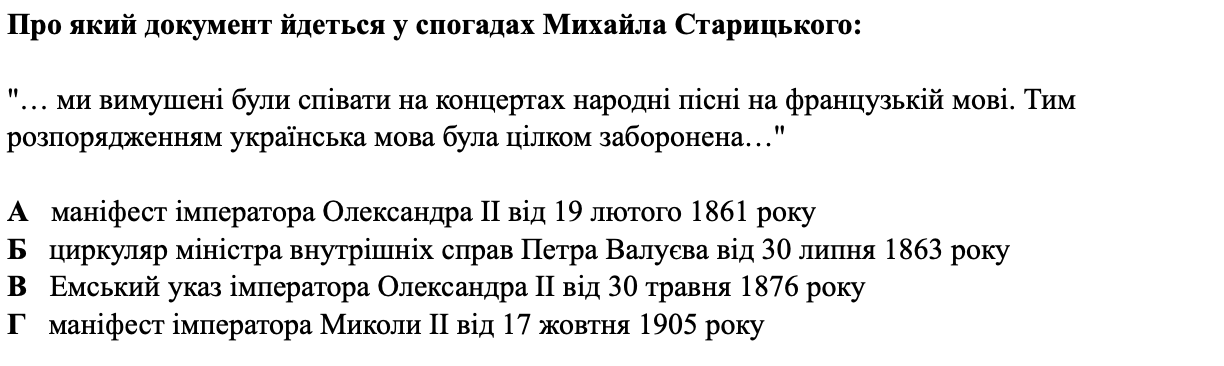 Про який документ йдеться у спогадах Михайла Старицького:
"… ми вимушені були співати на концертах народні пісні на французькій мові. Тим
розпорядженням українська мова була цілком заборонена…"
А маніфест імператора Олександра ІІ від 19 лютого 1861 року
Б циркуляр міністра внутрішніх справ Петра Валуєва від 30 липня 1863 року
В Емський указ імператора Олександра ІІ від 30 травня 1876 року
Г маніфест імператора Миколи ІІ від 17 жовтня 1905 року